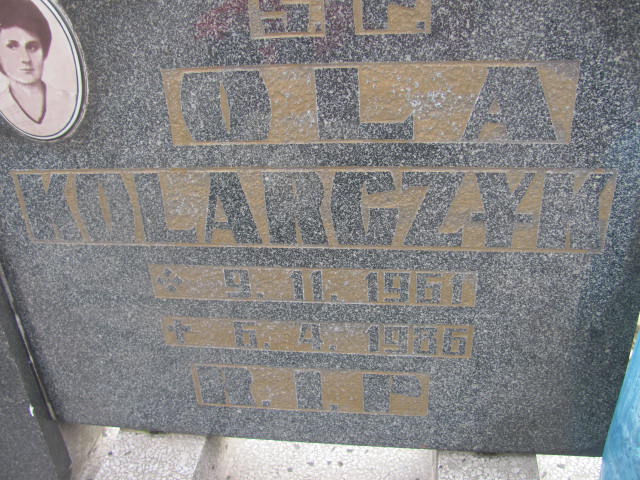 Ś.P.
OLA
KOLARCZYK
9. 11. 1961
+ 6. 4. 1986
R.I.P